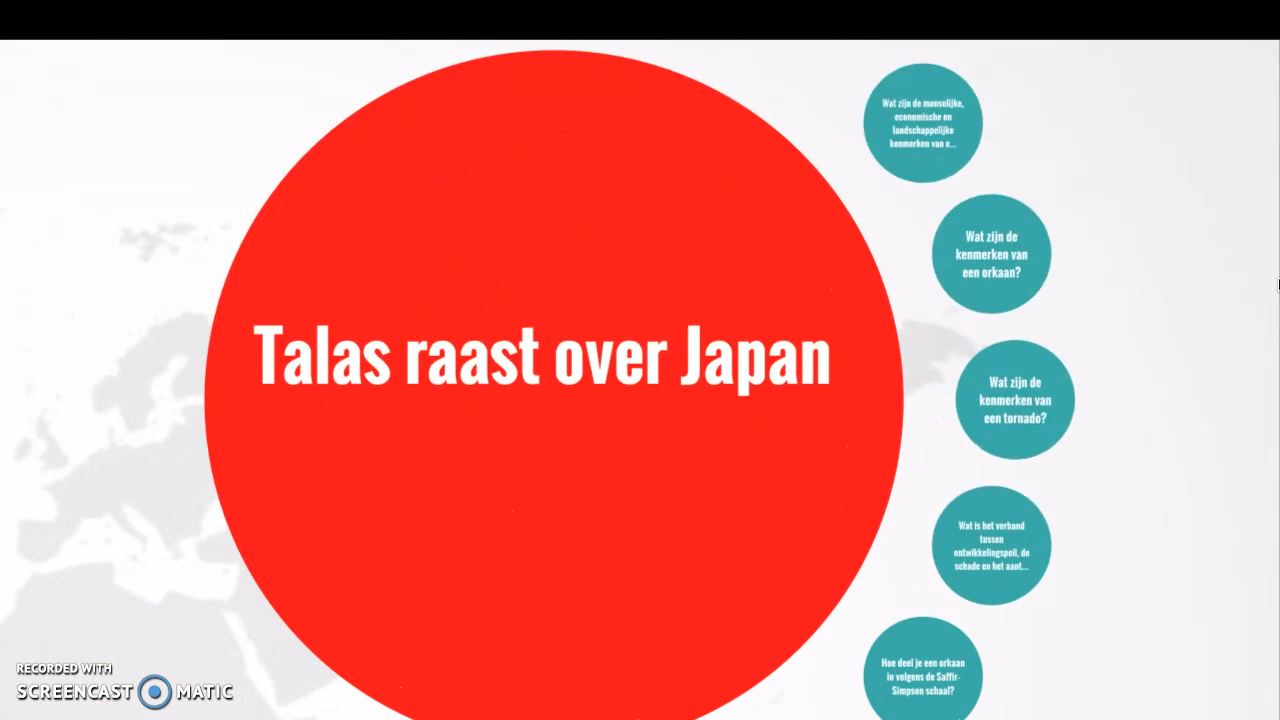 Talas raast over Japan
Wat zijn de menselijke,
economische en
landschappelijke
kenmerken van e...
Wat zijn de
kenmerken van
een orkaan?
Wat zijn de
kenmerken van
een tornado?
Wat is het verband
tussen
ontwikkelingspeil, de
schade en het aant...
Hoe deel je een orkaan
in volgens de Saffir-
Simpson schaal?
RECORDED WITH
SCREENCAST MATIC